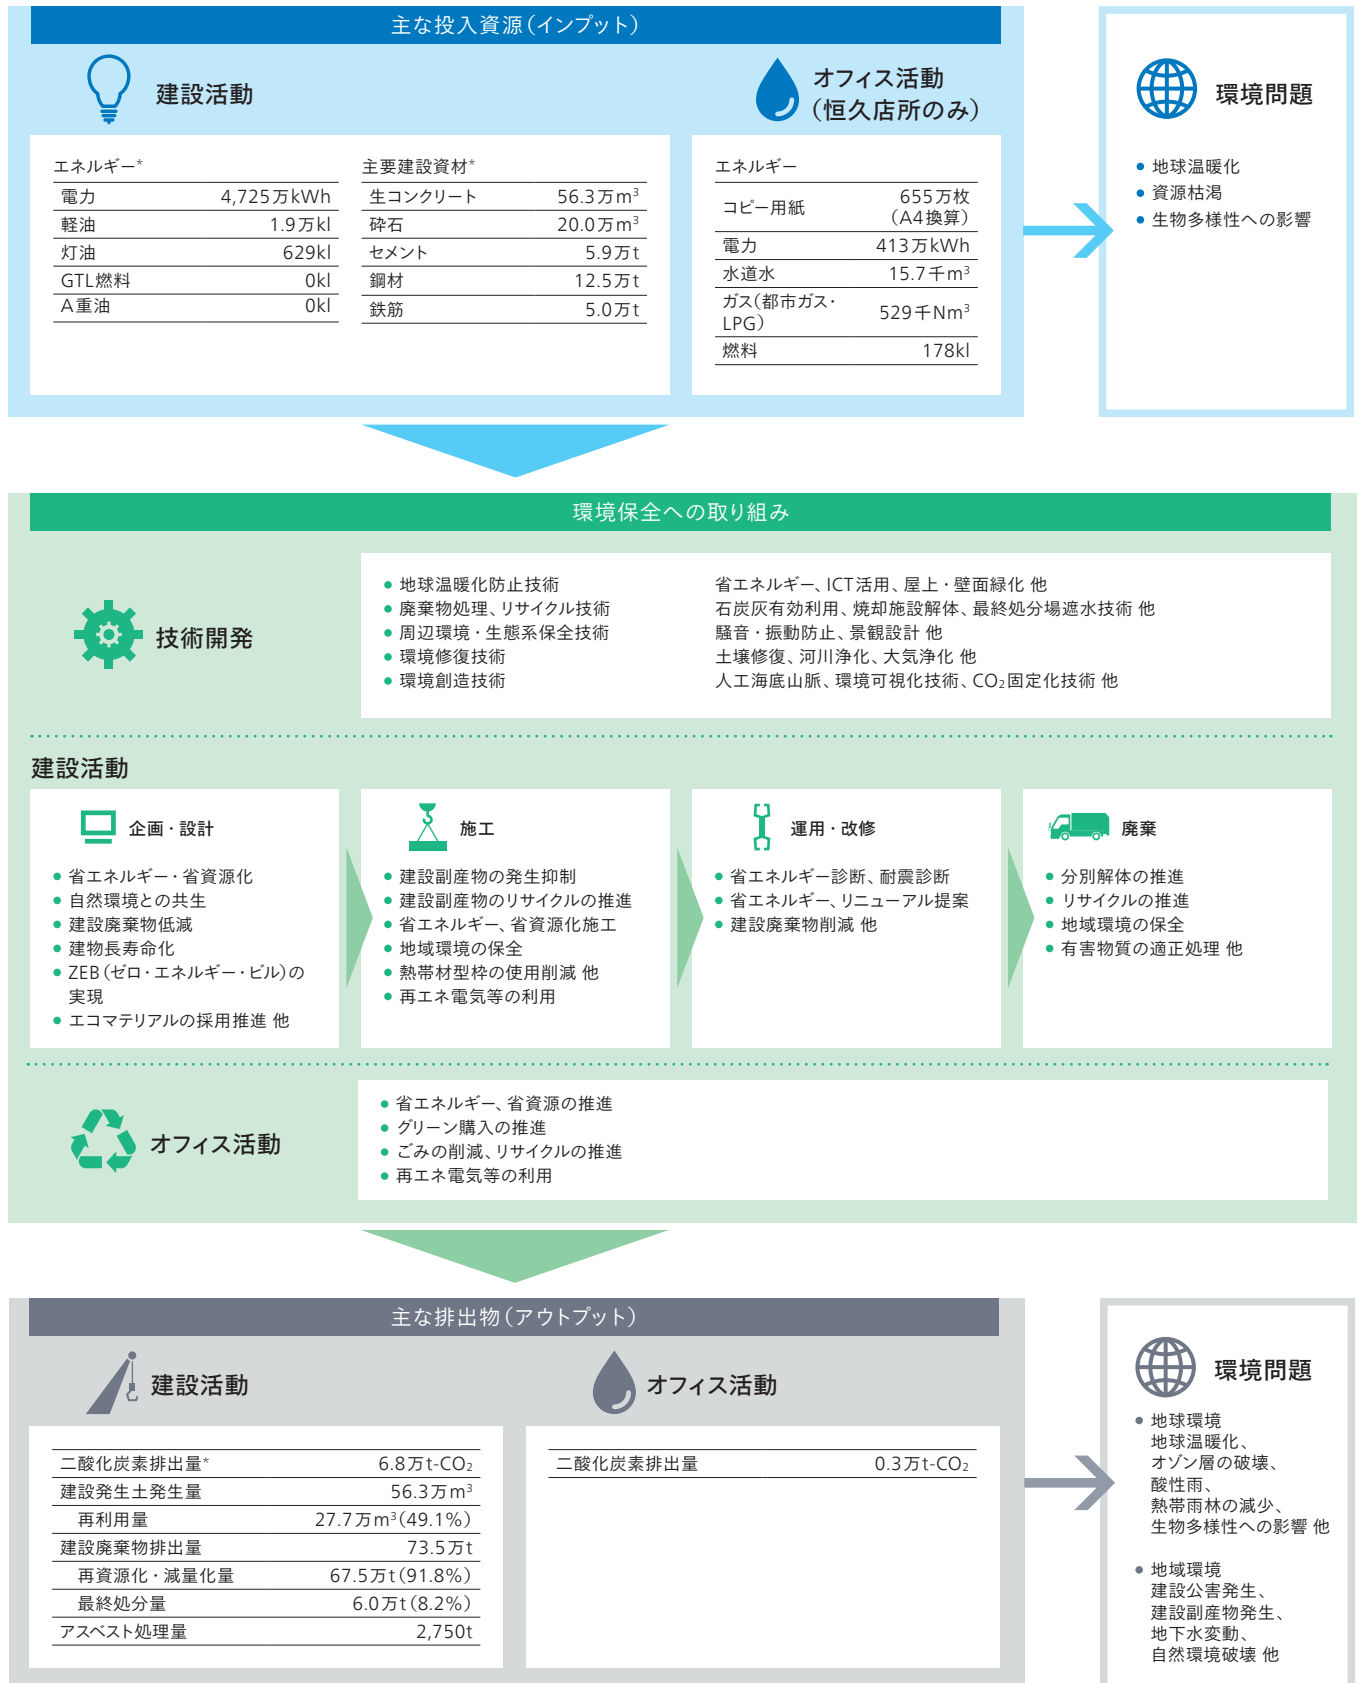 主な投入資源（インプット）
建設活動
エネルギー*
電力 4,725万kWh
軽油 1.9万kl
灯油 629kl
GTL燃料 0kl
A重油 0kl
主要建設資材*
生コンクリート 56.3万m³
砕石 20.0万m³
セメント 5.9万t
鋼材 12.5万t
鉄筋 5.0万t
オフィス活動
（恒久店所のみ）
エネルギー
コピー用紙 655万枚
（A4換算）
電力 413万kWh
水道水 15.7千m³
ガス（都市ガス・
LPG） 529千Nm³
燃料 178kl
環境問題
● 地球温暖化
● 資源枯渇
● 生物多様性への影響
環境保全への取り組み
技術開発
● 地球温暖化防止技術 省エネルギー、ICT活用、屋上・壁面緑化 他
● 廃棄物処理、リサイクル技術 石炭灰有効利用、焼却施設解体、最終処分場遮水技術 他
● 周辺環境・生態系保全技術 騒音・振動防止、景観設計 他
● 環境修復技術 土壌修復、河川浄化、大気浄化 他
● 環境創造技術 人工海底山脈、環境可視化技術、CO₂固定化技術 他
建設活動
企画・設計
● 省エネルギー・省資源化
● 自然環境との共生
● 建設廃棄物低減
● 建物長寿命化
● ZEB（ゼロ・エネルギー・ビル）の
実現
● エコマテリアルの採用推進 他
施工
● 建設副産物の発生抑制
● 建設副産物のリサイクルの推進
● 省エネルギー、省資源化施工
● 地域環境の保全
● 熱帯材型枠の使用削減 他
● 再エネ電気等の利用
運用・改修
● 省エネルギー診断、耐震診断
● 省エネルギー、リニューアル提案
● 建設廃棄物削減 他
廃棄
● 分別解体の推進
● リサイクルの推進
● 地域環境の保全
● 有害物質の適正処理 他
オフィス活動
● 省エネルギー、省資源の推進
● グリーン購入の推進
● ごみの削減、リサイクルの推進
● 再エネ電気等の利用
主な排出物（アウトプット）
建設活動
二酸化炭素排出量* 6.8万t-CO₂
建設発生土発生量 56.3万m³
再利用量 27.7万m³（49.1%）
建設廃棄物排出量 73.5万t
再資源化・減量化量 67.5万t（91.8%）
最終処分量 6.0万t（8.2%）
アスベスト処理量 2,750t
オフィス活動
二酸化炭素排出量 0.3万t-CO₂
環境問題
● 地球環境
地球温暖化、
オゾン層の破壊、
酸性雨、
熱帯雨林の減少、
生物多様性への影響 他
● 地域環境
建設公害発生、
建設副産物発生、
地下水変動、
自然環境破壊 他